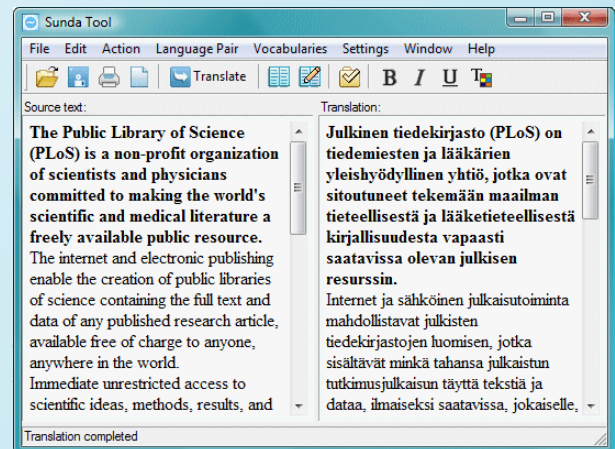 Sunda Tool
File Edit Action Language Pair Vocabularies Settings Window Help
Translate B I U T
Source text: Translation:
The Public Library of Science
(PLoS) is a non-profit organization
of scientists and physicians
committed to making the world's
scientific and medical literature a
freely available public resource.
The internet and electronic publishing
enable the creation of public libraries
of science containing the full text and
data of any published research article,
available free of charge to anyone,
anywhere in the world.
Immediate unrestricted access to
scientific ideas, methods, results, and
Julkinen tiedekirjasto (PLoS) on
tiedemiesten ja lääkärien
yleishyödyllinen yhtiö, jotka ovat
sitoutuneet tekemään maailman
tieteellisestä ja lääketieteellisestä
kirjallisuudesta vapaasti
saatavissa olevan julkisen
resurssin.
Internet ja sähköinen julkaisutoiminta
mahdollistavat julkisten
tiedekirjastojen luomisen, jotka
sisältävät minkä tahansa julkaistun
tutkimusjulkaisun täyttä tekstiä ja
dataa, ilmaiseksi saatavissa, jokaiselle,
Translation completed